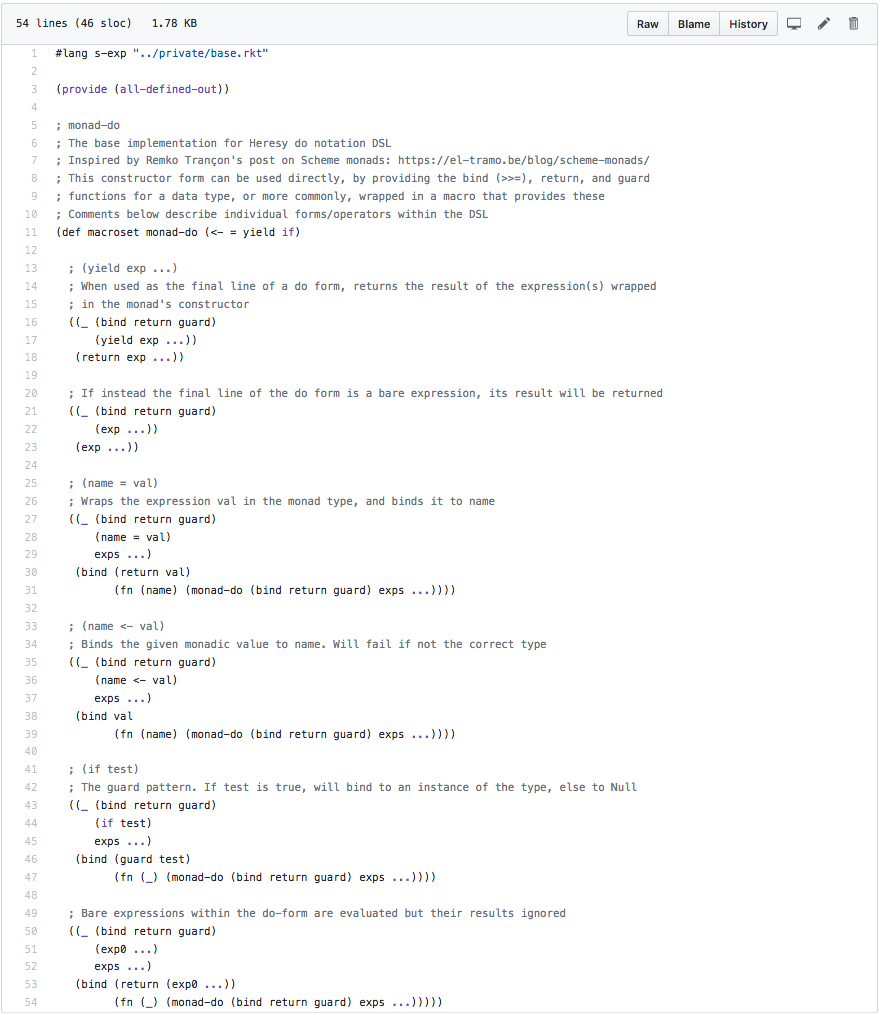 54 lines (46 sloc) 1.78 KB Raw Blame History
1 #lang s-exp "../private/base.rkt"
2
3 (provide (all-defined-out))
4
5 ; monad-do
6 ; The base implementation for Heresy do notation DSL
7 ; Inspired by Remko Trançon's post on Scheme monads: https://el-tramo.be/blog/scheme-monads/
8 ; This constructor form can be used directly, by providing the bind (>>=), return, and guard
9 ; functions for a data type, or more commonly, wrapped in a macro that provides these
10 ; Comments below describe individual forms/operators within the DSL
11 (def macroset monad-do (<- = yield if)
12
13 ; (yield exp ...)
14 ; When used as the final line of a do form, returns the result of the expression(s) wrapped
15 ; in the monad's constructor
16 ((_ (bind return guard)
17 (yield exp ...))
18 (return exp ...))
19
20 ; If instead the final line of the do form is a bare expression, its result will be returned
21 ((_ (bind return guard)
22 (exp ...))
23 (exp ...))
24
25 ; (name = val)
26 ; Wraps the expression val in the monad type, and binds it to name
27 ((_ (bind return guard)
28 (name = val)
29 exps ...)
30 (bind (return val)
31 (fn (name) (monad-do (bind return guard) exps ...))))
32
33 ; (name <- val)
34 ; Binds the given monadic value to name. Will fail if not the correct type
35 ((_ (bind return guard)
36 (name <- val)
37 exps ...)
38 (bind val
39 (fn (name) (monad-do (bind return guard) exps ...))))
40
41 ; (if test)
42 ; The guard pattern. If test is true, will bind to an instance of the type, else to Null
43 ((_ (bind return guard)
44 (if test)
45 exps ...)
46 (bind (guard test)
47 (fn (_) (monad-do (bind return guard) exps ...))))
48
49 ; Bare expressions within the do-form are evaluated but their results ignored
50 ((_ (bind return guard)
51 (exp0 ...)
52 exps ...)
53 (bind (return (exp0 ...))
54 (fn (_) (monad-do (bind return guard) exps ...)))))